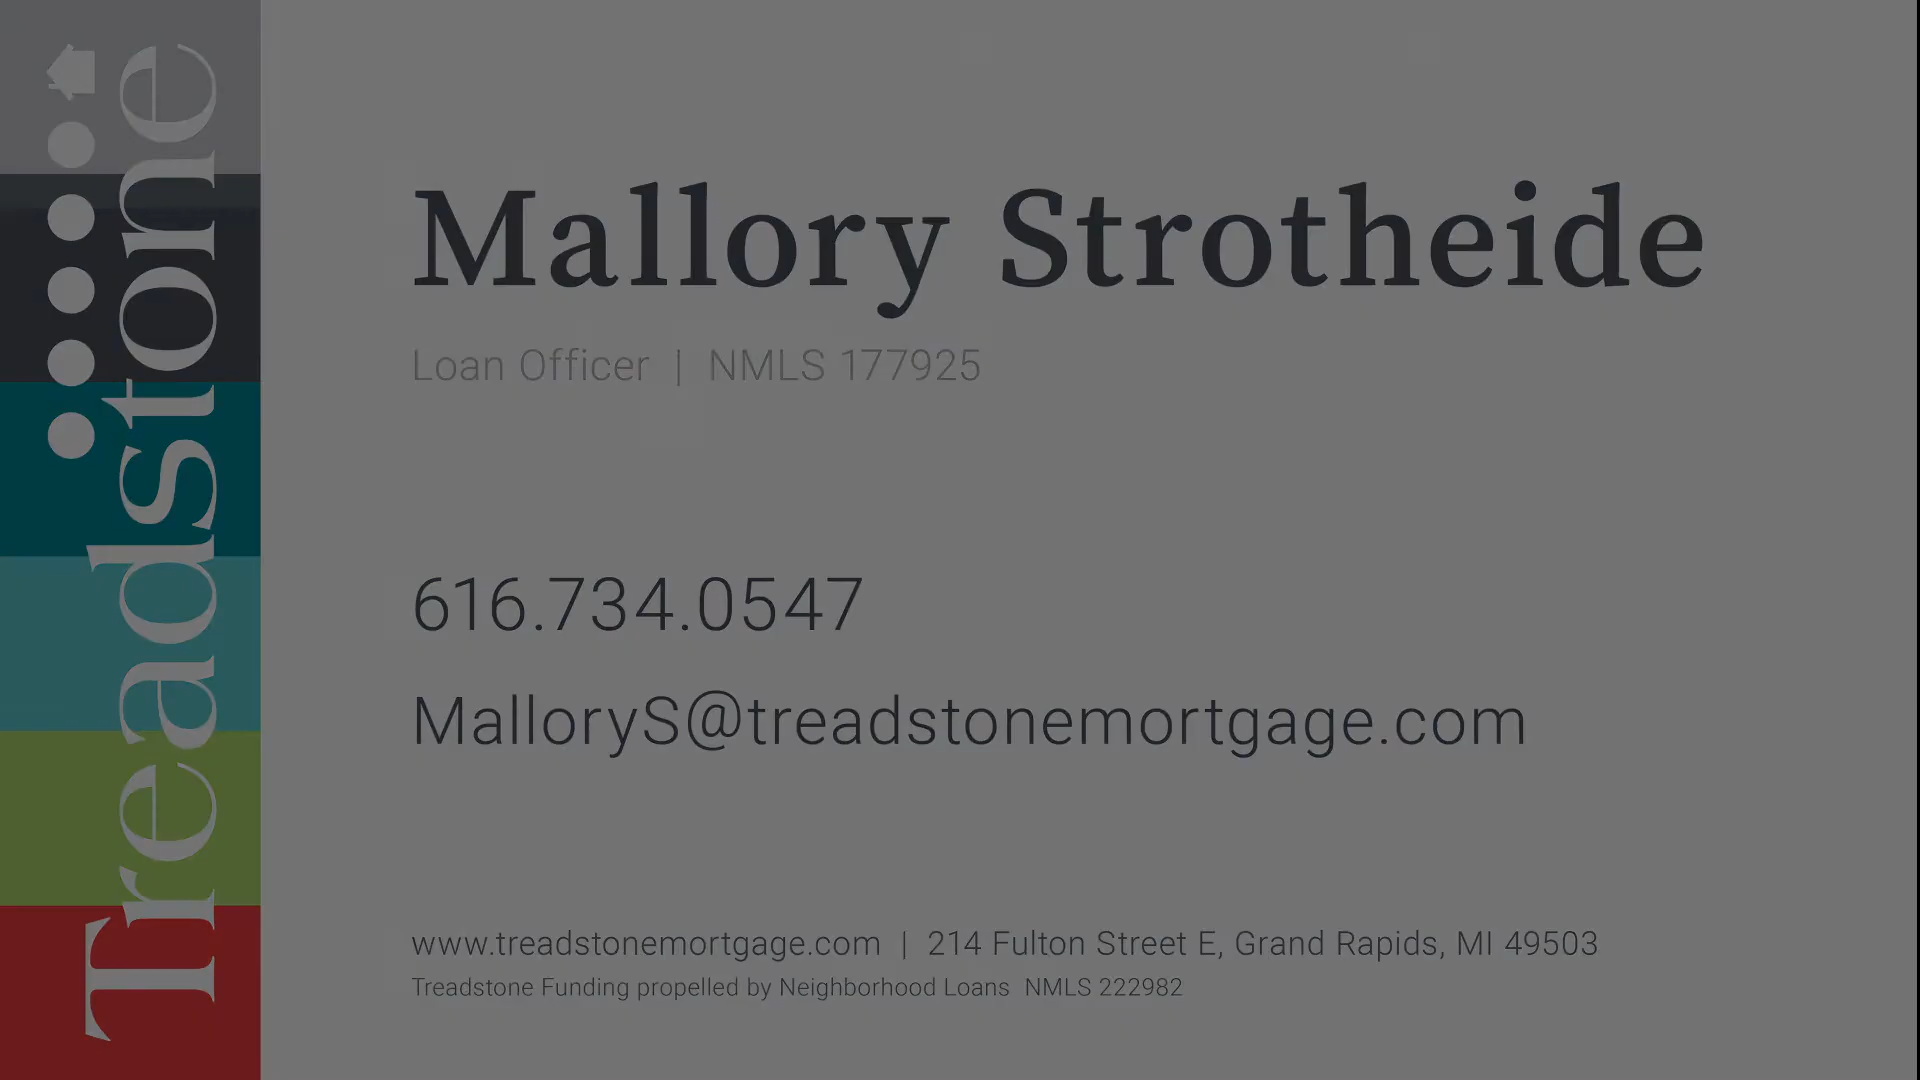 Treadstone
Mallory Strotheide
Loan Officer | NMLS 177925
616.734.0547
MalloryS@treadstonemortgage.com
www.treadstonemortgage.com | 214 Fulton Street E, Grand Rapids, MI 49503
Treadstone Funding propelled by Neighborhood Loans NMLS 222982